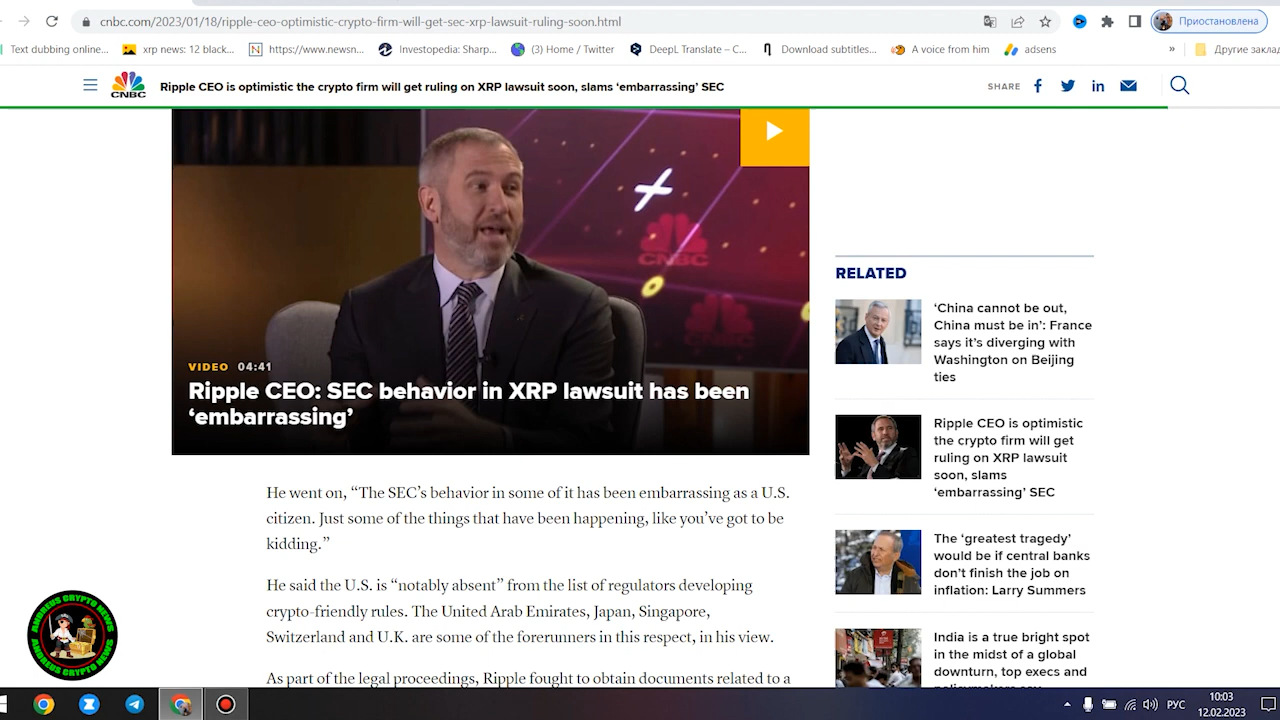 cnbc.com/2023/01/18/ripple-ceo-optimistic-crypto-firm-will-get-sec-xrp-lawsuit-ruling-soon.html
Приостановлена
Text dubbing online...
xrp news: 12 black...
https://www.newsn...
Investopedia: Sharp...
(3) Home / Twitter
DeepL Translate – C...
Download subtitles...
A voice from him
adsens
»
Другие закла
CNBC
Ripple CEO is optimistic the crypto firm will get ruling on XRP lawsuit soon, slams ‘embarrassing’ SEC
SHARE
CNBC
VIDEO 04:41
Ripple CEO: SEC behavior in XRP lawsuit has been
‘embarrassing’
He went on, “The SEC’s behavior in some of it has been embarrassing as a U.S.
citizen. Just some of the things that have been happening, like you’ve got to be
kidding.”
He said the U.S. is “notably absent” from the list of regulators developing
crypto-friendly rules. The United Arab Emirates, Japan, Singapore,
Switzerland and U.K. are some of the forerunners in this respect, in his view.
As part of the legal proceedings, Ripple fought to obtain documents related to a
RELATED
‘China cannot be out,
China must be in’: France
says it’s diverging with
Washington on Beijing
ties
Ripple CEO is optimistic
the crypto firm will get
ruling on XRP lawsuit
soon, slams
‘embarrassing’ SEC
The ‘greatest tragedy’
would be if central banks
don’t finish the job on
inflation: Larry Summers
India is a true bright spot
in the midst of a global
downturn, top execs and
policymakers say
ANDREUS CRYPTO NEWS
ANDREUS CRYPTO NEWS
РУС
10:03
12.02.2023